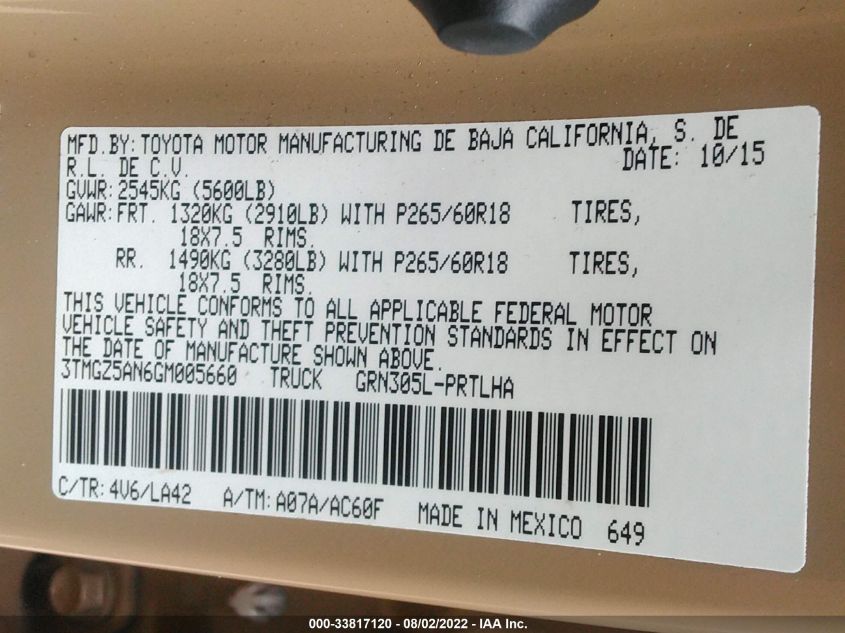 MFD.BY: TOYOTA MOTOR MANUFACTURING DE BAJA CALIFORNIA, S. DE
R.L. DE C.V. DATE: 10/15
GVWR: 2545KG (5600LB)
GAWR: FRT. 1320KG (2910LB) WITH P265/60R18 TIRES,
18X7.5 RIMS.
RR. 1490KG (3280LB) WITH P265/60R18 TIRES,
18X7.5 RIMS.
THIS VEHICLE CONFORMS TO ALL APPLICABLE FEDERAL MOTOR
VEHICLE SAFETY AND THEFT PREVENTION STANDARDS IN EFFECT ON
THE DATE OF MANUFACTURE SHOWN ABOVE.
3TMGZ5AN6GM005660 TRUCK GRN305L-PRTLHA
C/TR: 4V6/LA42 A/TM: A07A/AC60F MADE IN MEXICO 649
000-33817120 - 08/02/2022 - IAA Inc.